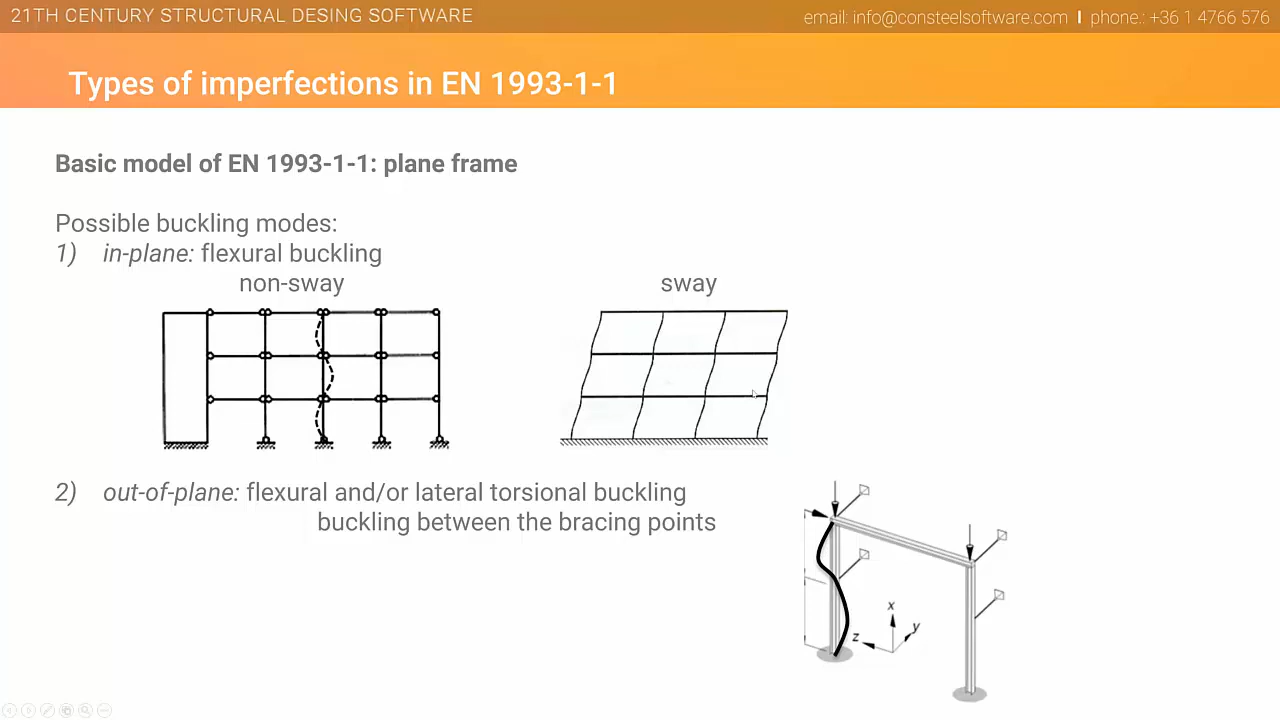 21TH CENTURY STRUCTURAL DESING SOFTWARE
email: info@consteelsoftware.com I phone.: +36 1 4766 576
Types of imperfections in EN 1993-1-1
Basic model of EN 1993-1-1: plane frame
Possible buckling modes:
1) in-plane: flexural buckling
non-sway
sway
2) out-of-plane: flexural and/or lateral torsional buckling
buckling between the bracing points
x
y
z